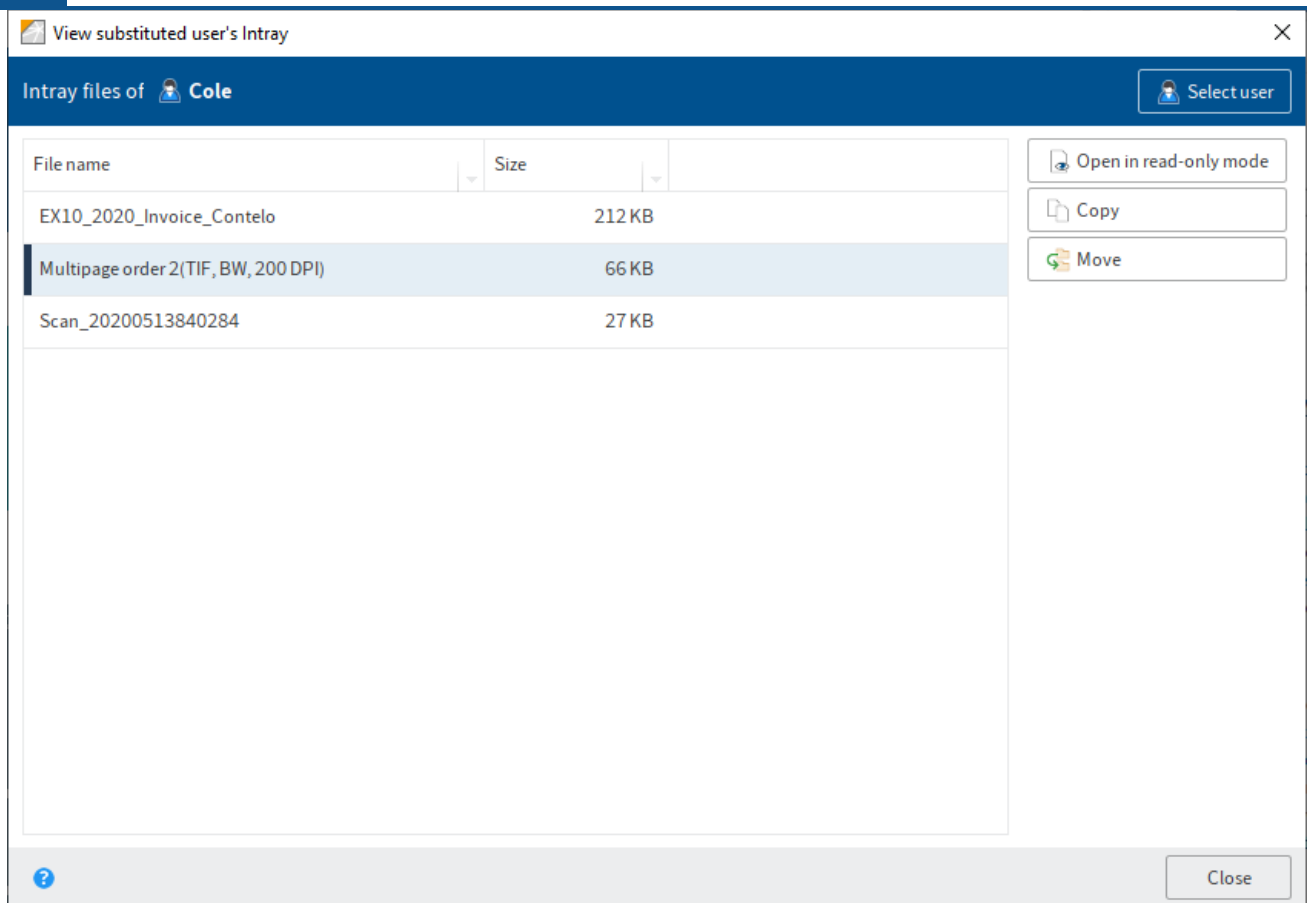 View substituted user's Intray
Intray files of Cole
Select user
File name Size
EX10_2020_Invoice_Contelo 212 KB
Multipage order 2(TIF, BW, 200 DPI) 66 KB
Scan_20200513840284 27 KB
Open in read-only mode
Copy
Move
?
Close